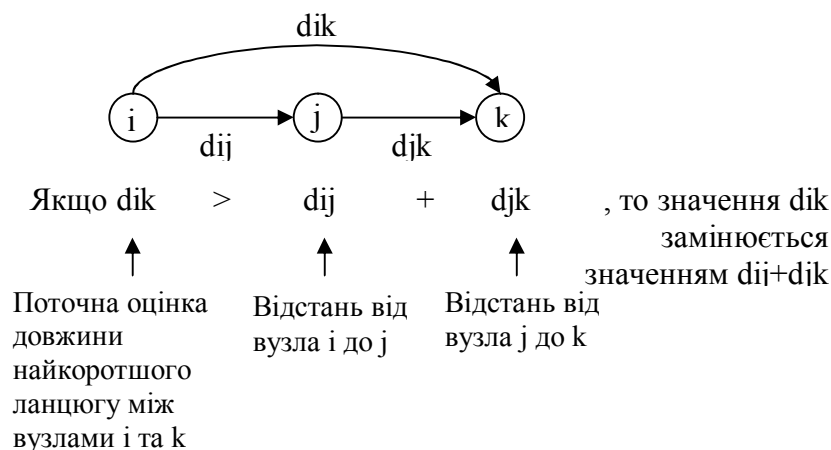 dik
i j k
dij djk
Якщо dik > dij + djk , то значення dik
замінюється
значенням dij+djk
Поточна оцінка
довжини
найкоротшого
ланцюгу між
вузлами i та k
Відстань від
вузла i до j
Відстань від
вузла j до k